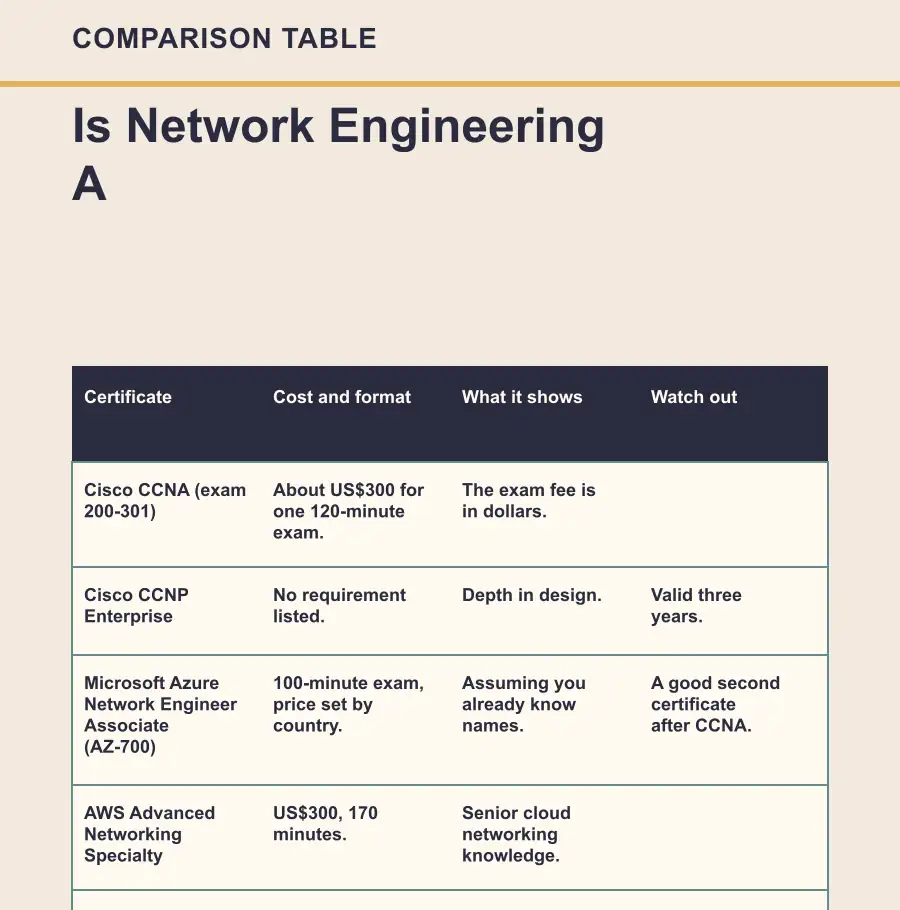 COMPARISON TABLE
Is Network Engineering
A
Certificate
Cost and format
What it shows
Watch out
Cisco CCNA (exam
200-301)
About US$300 for
one 120-minute
exam.
The exam fee is
in dollars.
Cisco CCNP
Enterprise
No requirement
listed.
Depth in design.
Valid three
years.
Microsoft Azure
Network Engineer
Associate
(AZ-700)
100-minute exam,
price set by
country.
Assuming you
already know
names.
A good second
certificate
after CCNA.
AWS Advanced
Networking
Specialty
US$300, 170
minutes.
Senior cloud
networking
knowledge.